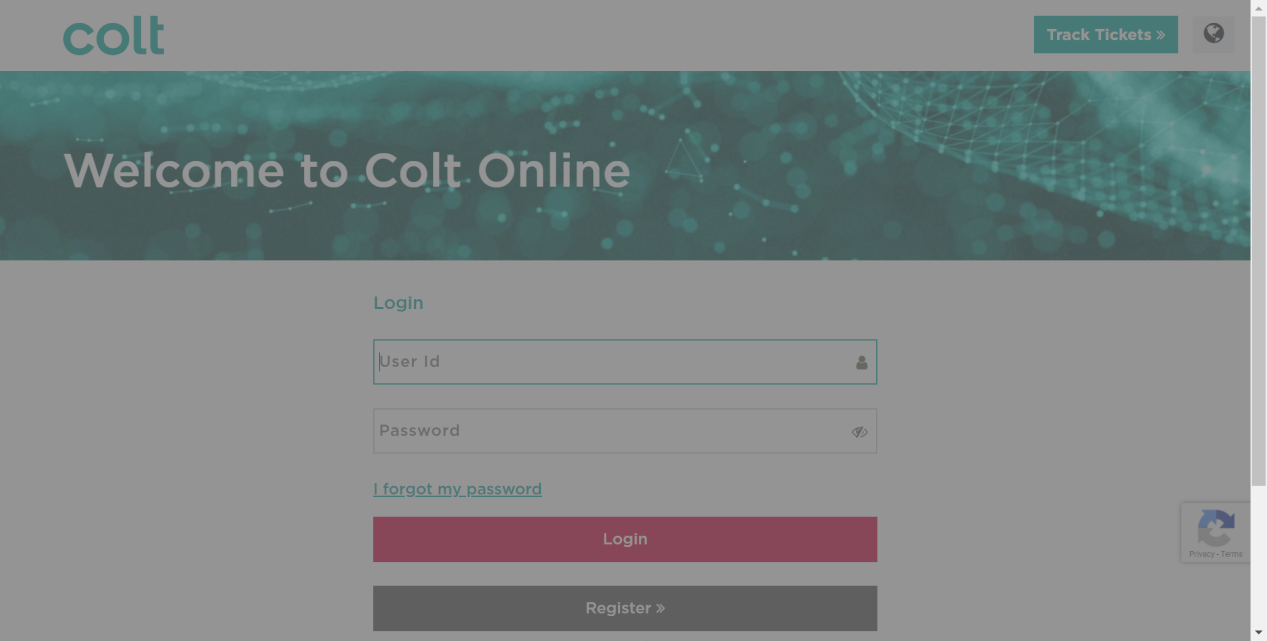 colt
Track Tickets »
Welcome to Colt Online
Login
User Id
Password
I forgot my password
Login
Privacy - Terms
Register »